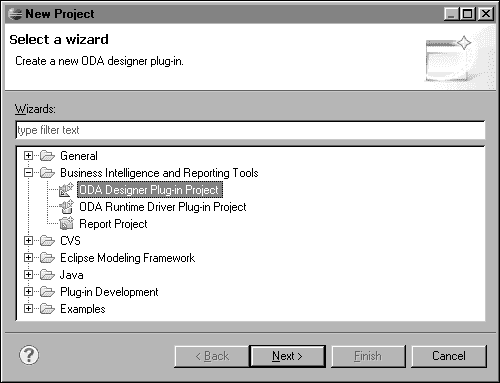 New Project
Select a wizard
Create a new ODA designer plug-in.
Wizards:
type filter text
General
Business Intelligence and Reporting Tools
ODA Designer Plug-in Project
ODA Runtime Driver Plug-in Project
Report Project
CVS
Eclipse Modeling Framework
Java
Plug-in Development
Examples
?
< Back
Next >
Finish
Cancel